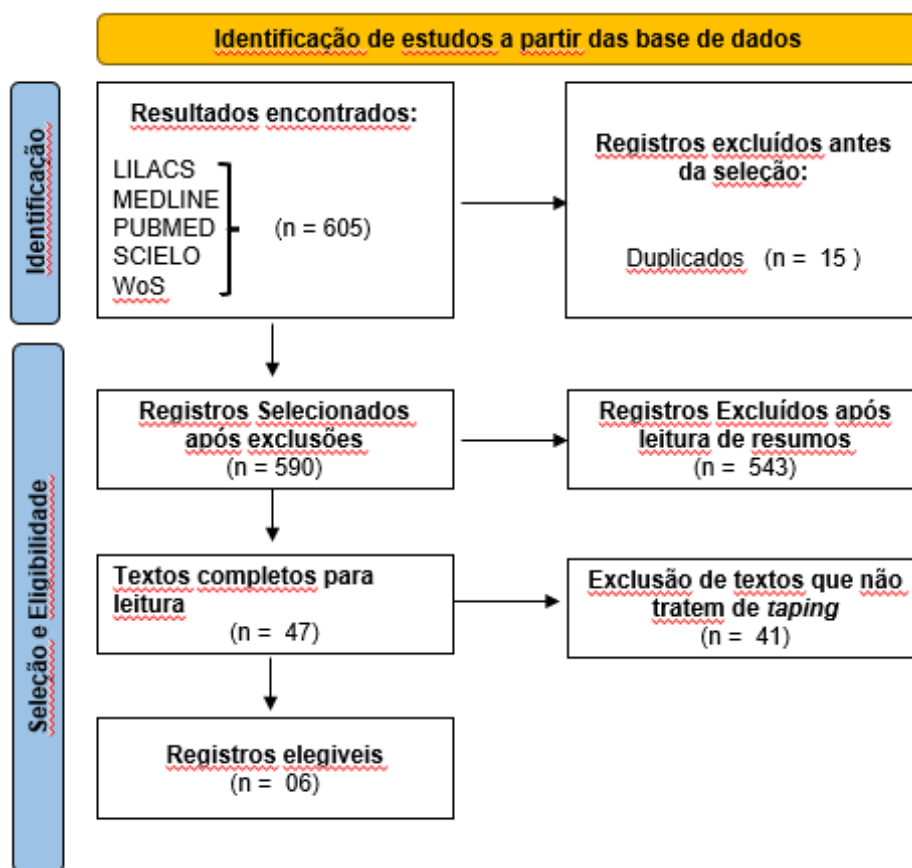 Identificação de estudos a partir das base de dados
Identificação
Resultados encontrados:
LILACS
MEDLINE
PUBMED
SCIELO
WoS
(n = 605)
Registros excluídos antes
da seleção:
Duplicados (n = 15 )
Seleção e Eligibilidade
Registros Selecionados
após exclusões
(n = 590)
Registros Excluídos após
leitura de resumos
(n = 543)
Textos completos para
leitura
(n = 47)
Exclusão de textos que não
tratem de taping
(n = 41)
Registros elegiveis
(n = 06)